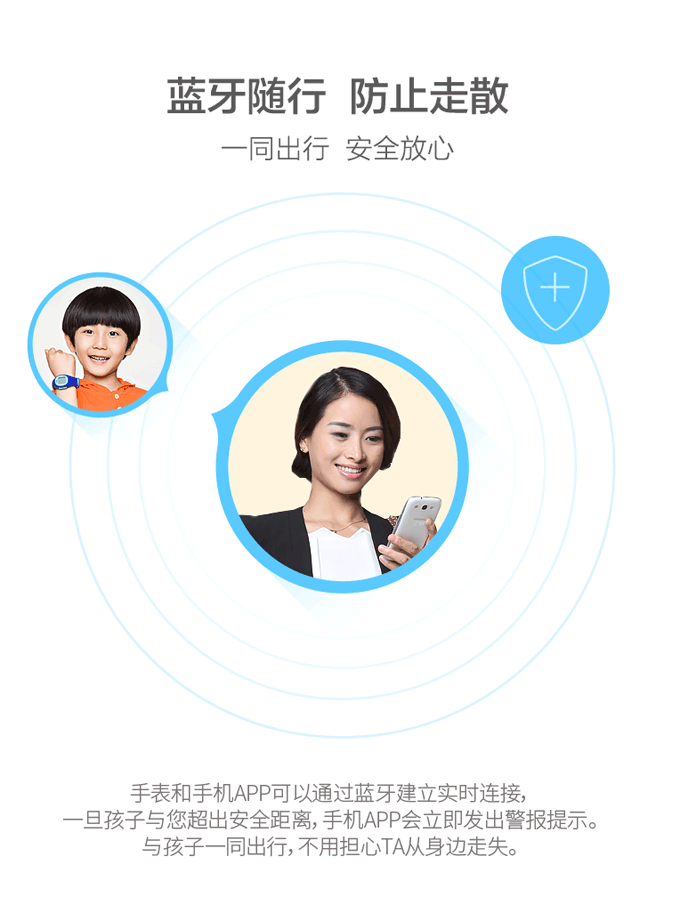 蓝牙随行 防止走散
一同出行 安全放心
手表和手机APP可以通过蓝牙建立实时连接,
一旦孩子与您超出安全距离, 手机APP会立即发出警报提示。
与孩子一同出行, 不用担心TA从身边走失。